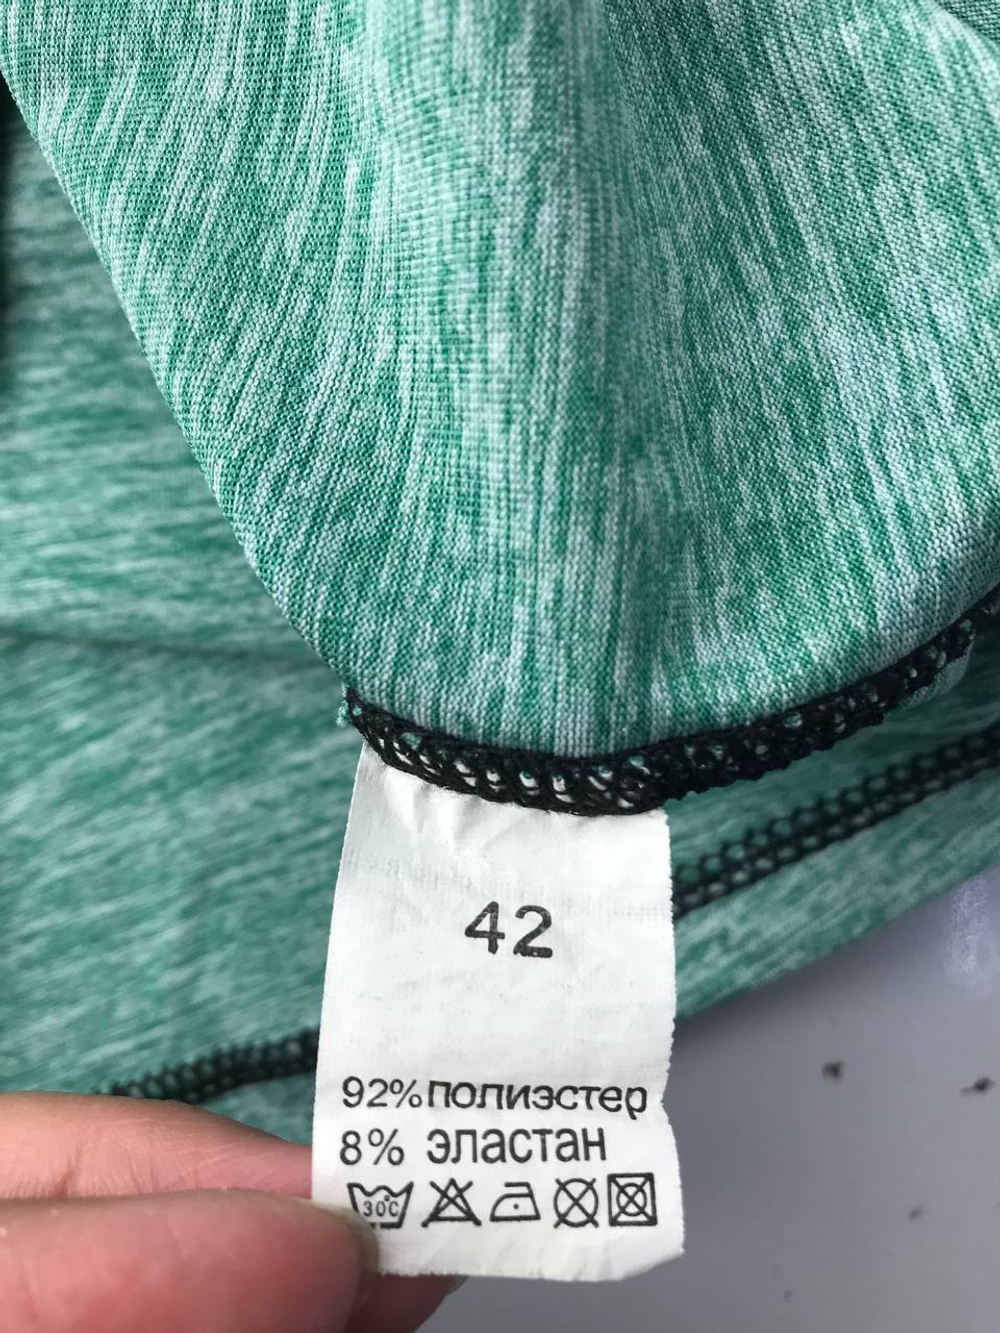 42
92% полиэстер
8% эластан
30°C